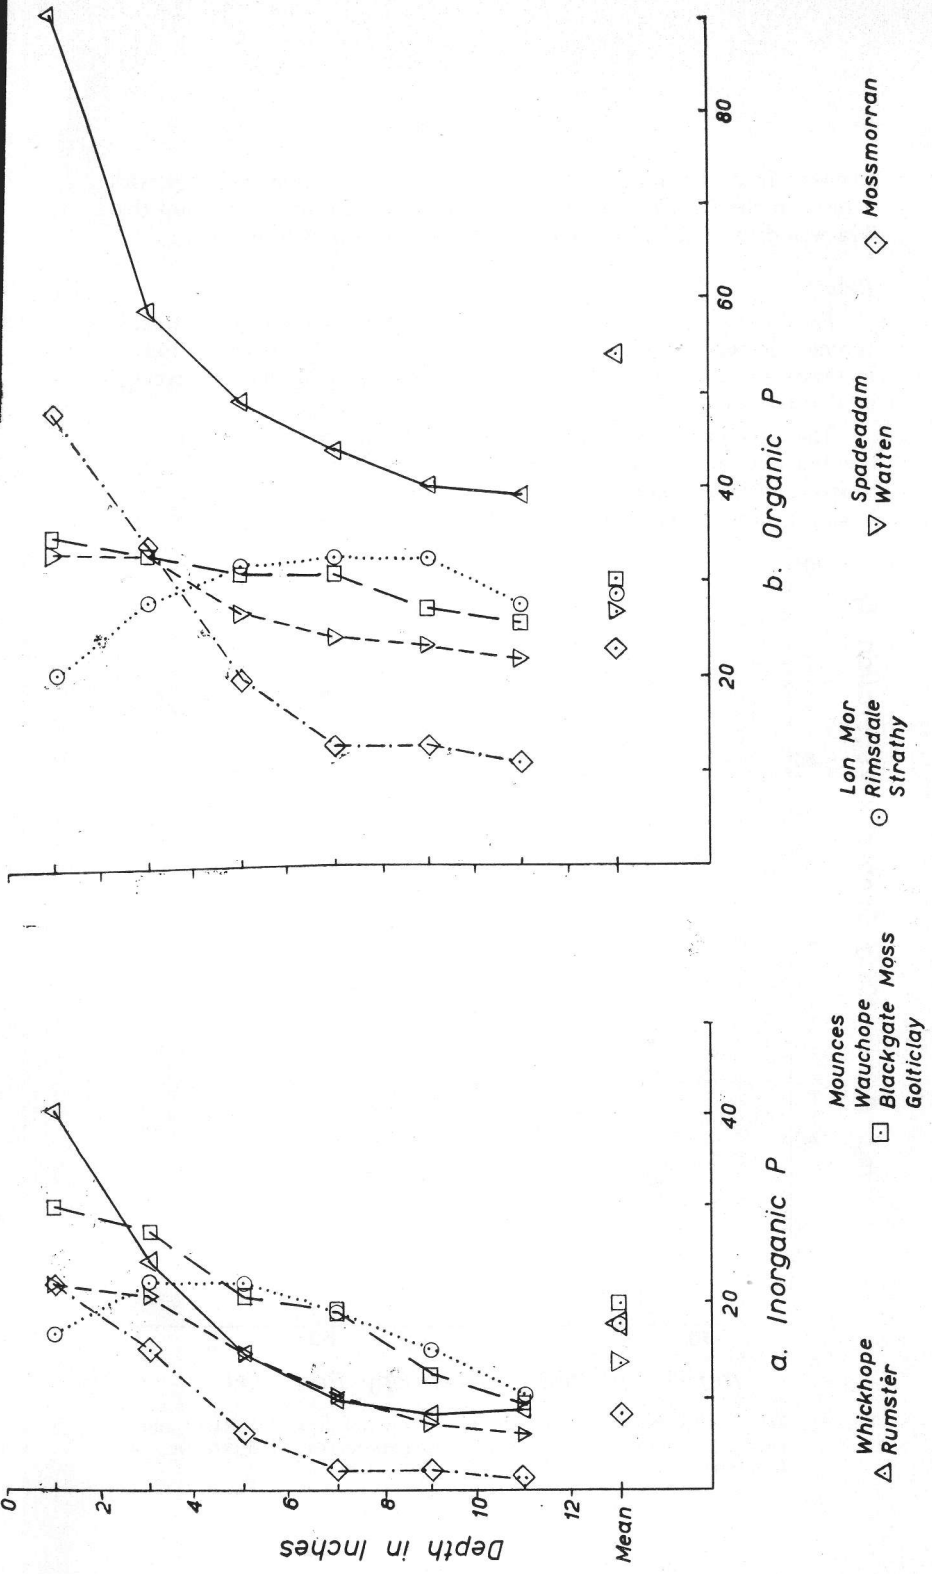 0
2
4
6
8
10
12
Mean
Depth in Inches
20
40
a. Inorganic P
20
40
60
80
b. Organic P
Whickhope
Rumster
Mounces
Wauchope
Blackgate Moss
Golticlay
Lon Mor
Rimsdale
Strathy
Spadeadam
Watten
Mossmorran